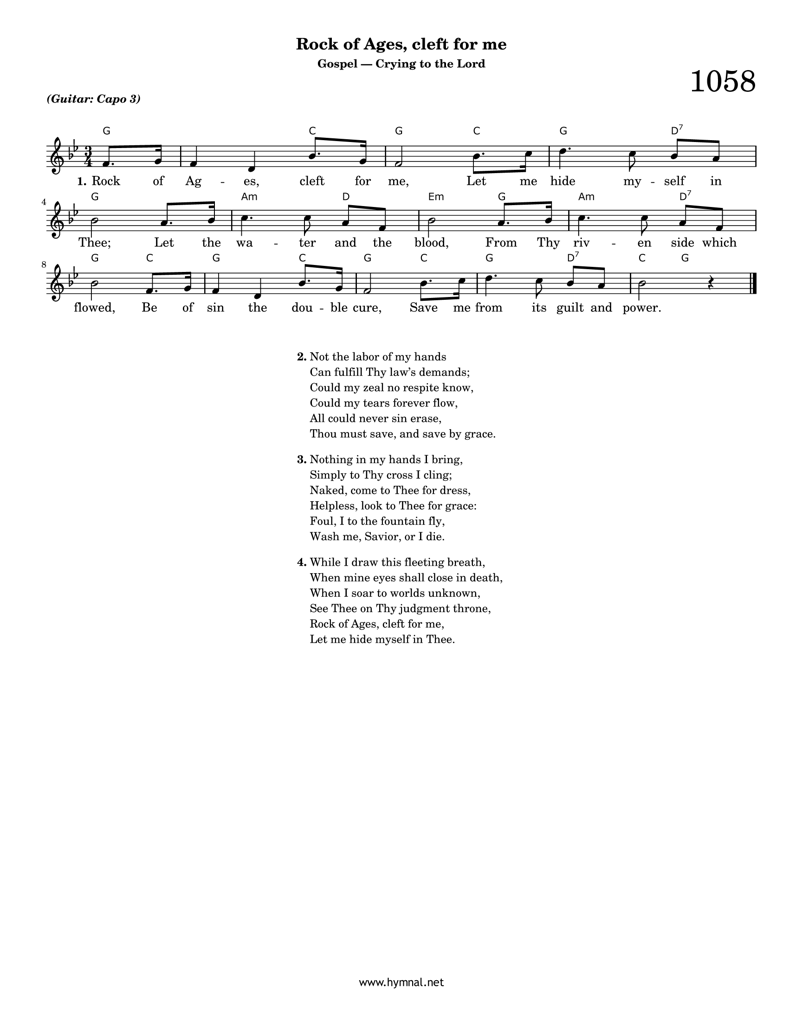 Rock of Ages, cleft for me
Gospel — Crying to the Lord
1058
(Guitar: Capo 3)
G C G C G D7
3
4
1. Rock of Ag - es, cleft for me, Let me hide my - self in
4
G Am D Em G Am D7
Thee; Let the wa - ter and the blood, From Thy riv - en side which
8
G C G C G C G D7 C G
flowed, Be of sin the dou - ble cure, Save me from its guilt and power.
2. Not the labor of my hands
Can fulfill Thy law's demands;
Could my zeal no respite know,
Could my tears forever flow,
All could never sin erase,
Thou must save, and save by grace.
3. Nothing in my hands I bring,
Simply to Thy cross I cling;
Naked, come to Thee for dress,
Helpless, look to Thee for grace:
Foul, I to the fountain fly,
Wash me, Savior, or I die.
4. While I draw this fleeting breath,
When mine eyes shall close in death,
When I soar to worlds unknown,
See Thee on Thy judgment throne,
Rock of Ages, cleft for me,
Let me hide myself in Thee.
www.hymnal.net